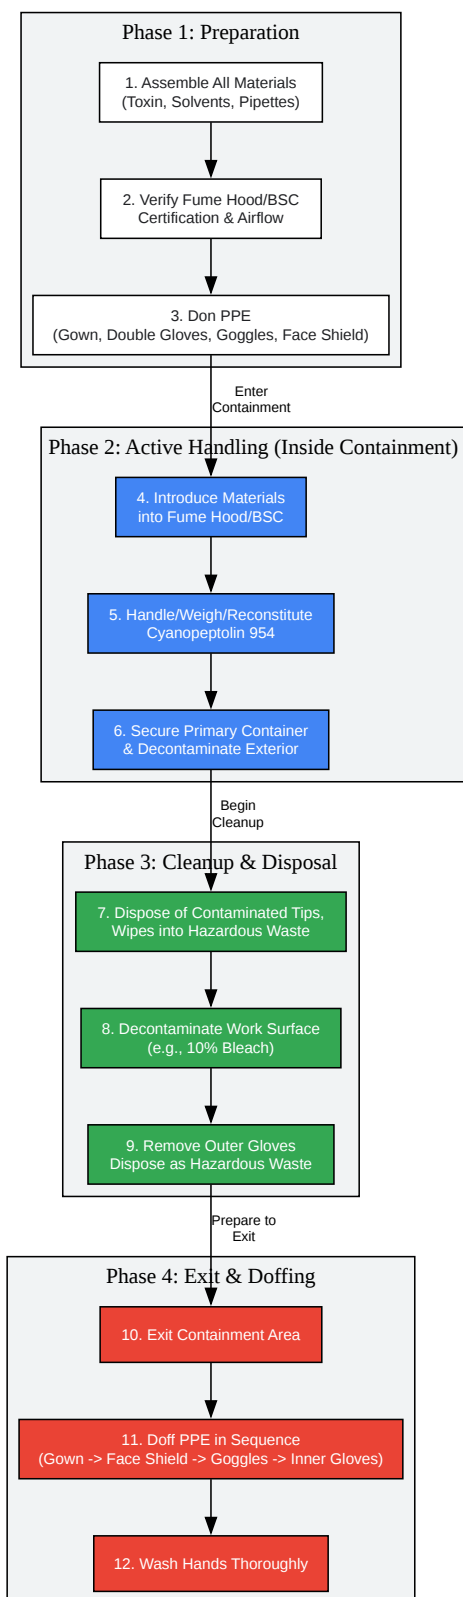 Phase 1: Preparation
1. Assemble All Materials
(Toxin, Solvents, Pipettes)
2. Verify Fume Hood/BSC
Certification & Airflow
3. Don PPE
(Gown, Double Gloves, Goggles, Face Shield)
Enter
Containment
Phase 2: Active Handling (Inside Containment)
4. Introduce Materials
into Fume Hood/BSC
5. Handle/Weigh/Reconstitute
Cyanopeptolin 954
6. Secure Primary Container
& Decontaminate Exterior
Begin
Cleanup
Phase 3: Cleanup & Disposal
7. Dispose of Contaminated Tips,
Wipes into Hazardous Waste
8. Decontaminate Work Surface
(e.g., 10% Bleach)
9. Remove Outer Gloves
Dispose as Hazardous Waste
Prepare to
Exit
Phase 4: Exit & Doffing
10. Exit Containment Area
11. Doff PPE in Sequence
(Gown -> Face Shield -> Goggles -> Inner Gloves)
12. Wash Hands Thoroughly